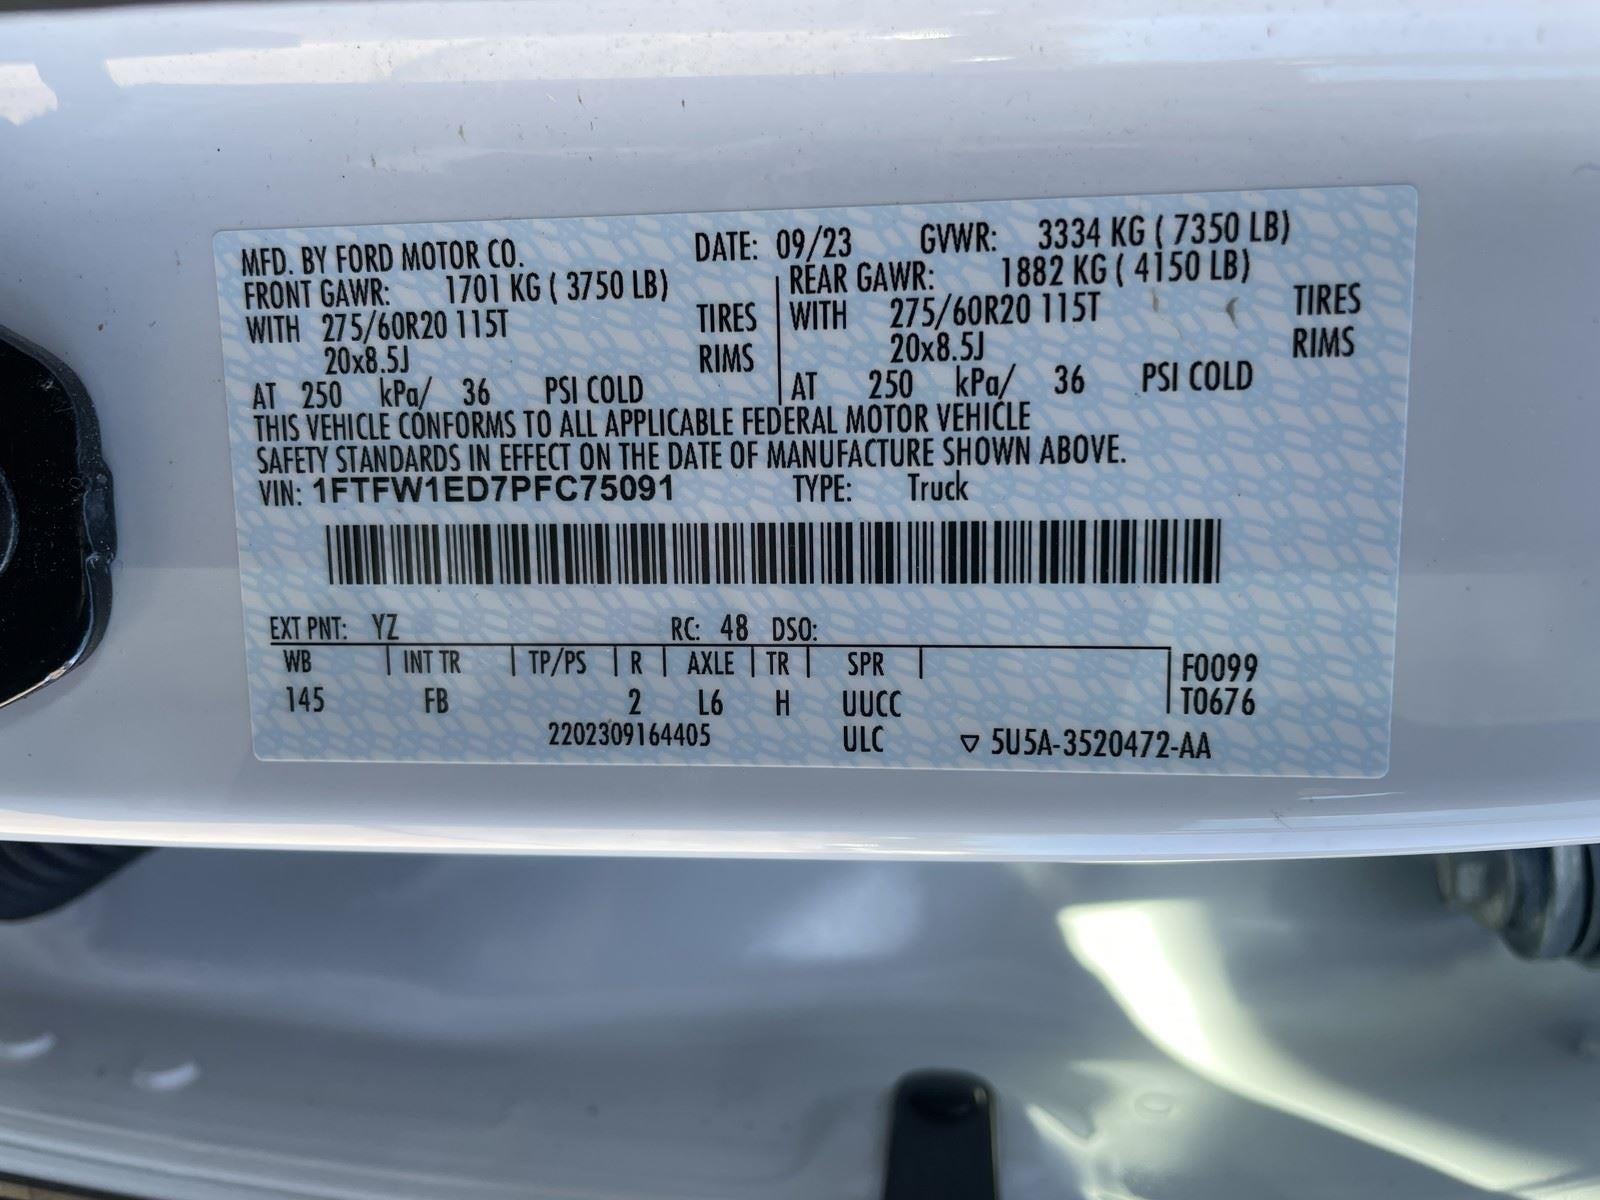 MFD. BY FORD MOTOR CO. DATE: 09/23 GVWR: 3334 KG ( 7350 LB)
FRONT GAWR: 1701 KG ( 3750 LB) REAR GAWR: 1882 KG ( 4150 LB)
WITH 275/60R20 115T TIRES WITH 275/60R20 115T TIRES
20x8.5J RIMS 20x8.5J RIMS
AT 250 kPa/ 36 PSI COLD AT 250 kPa/ 36 PSI COLD
THIS VEHICLE CONFORMS TO ALL APPLICABLE FEDERAL MOTOR VEHICLE
SAFETY STANDARDS IN EFFECT ON THE DATE OF MANUFACTURE SHOWN ABOVE.
VIN: 1FTFW1ED7PFC75091 TYPE: Truck
EXT PNT: YZ RC: 48 DSO:
WB INT TR TP/PS R AXLE TR SPR F0099
145 FB 2 L6 H UUCC T0676
2202309164405 ULC ▽ 5U5A-3520472-AA